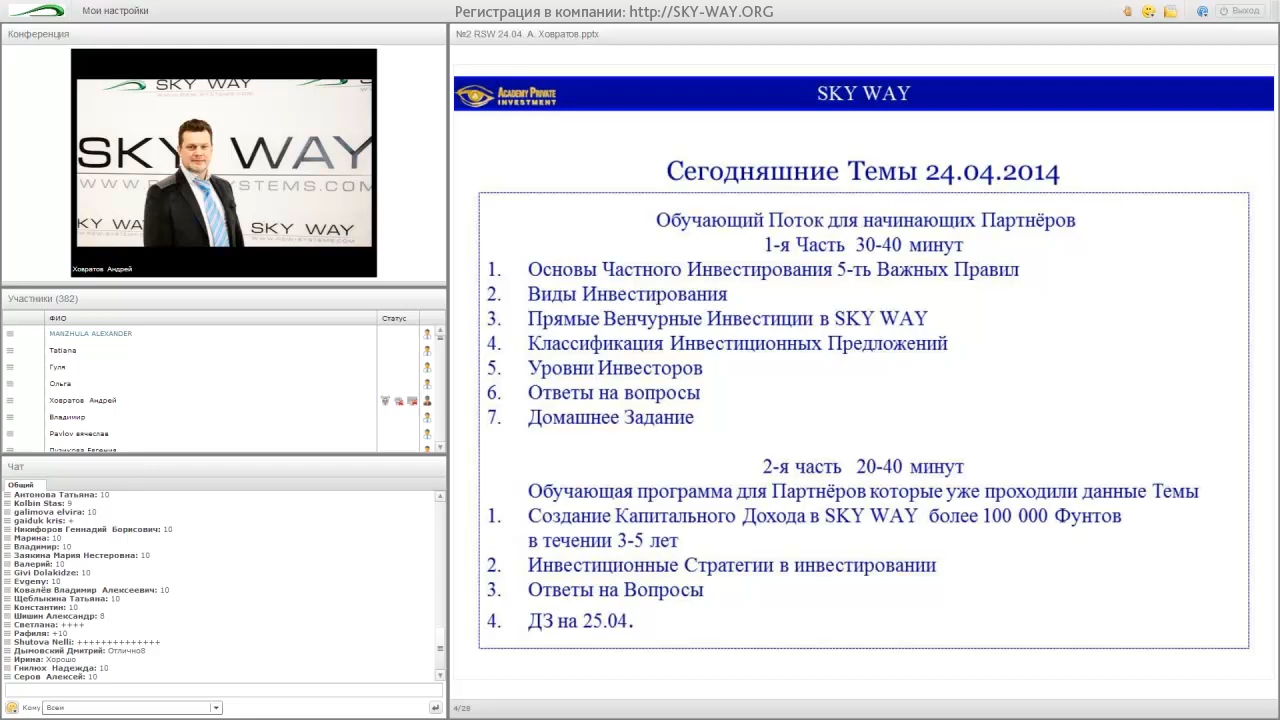 Мои настройки
Регистрация в компании: http://SKY-WAY.ORG
Выход
Конференция
SKY WAY
SKY WAY
SKY WAY
Ховратов Андрей
Участники (382)
ФИО
Статус
MANZHULA ALEXANDER
Tatiana
Гуля
Ольга
Ховратов Андрей
Владимир
Pavlov вячеслав
Пузикова Евгения
Чат
Общий
Антонова Татьяна: 10
Kolbin Stas: 9
galimova elvira: 10
gaiduk kris: +
Никифоров Геннадий Борисович: 10
Марина: 10
Владимир: 10
Заякина Мария Нестеровна: 10
Валерий: 10
Givi Dolakidze: 10
Evgeny: 10
Ковалёв Владимир Алексеевич: 10
Щеблыкина Татьяна: 10
Константин: 10
Шишин Александр: 8
Светлана: ++++
Рафиля: +10
Shutova Nelli: ++++++++++++++
Дымовский Дмитрий: Отлично8
Ирина: Хорошо
Гнилюх Надежда: 10
Серов Алексей: 10
Кому
Всем
№2 RSW 24.04. А. Ховратов.pptx
ACADEMY PRIVATE
INVESTMENT
SKY WAY
Сегодняшние Темы 24.04.2014
Обучающий Поток для начинающих Партнёров
1-я Часть 30-40 минут
1. Основы Частного Инвестирования 5-ть Важных Правил
2. Виды Инвестирования
3. Прямые Венчурные Инвестиции в SKY WAY
4. Классификация Инвестиционных Предложений
5. Уровни Инвесторов
6. Ответы на вопросы
7. Домашнее Задание
2-я часть 20-40 минут
Обучающая программа для Партнёров которые уже проходили данные Темы
1. Создание Капитального Дохода в SKY WAY более 100 000 Фунтов
в течении 3-5 лет
2. Инвестиционные Стратегии в инвестировании
3. Ответы на Вопросы
4. ДЗ на 25.04.
4/28